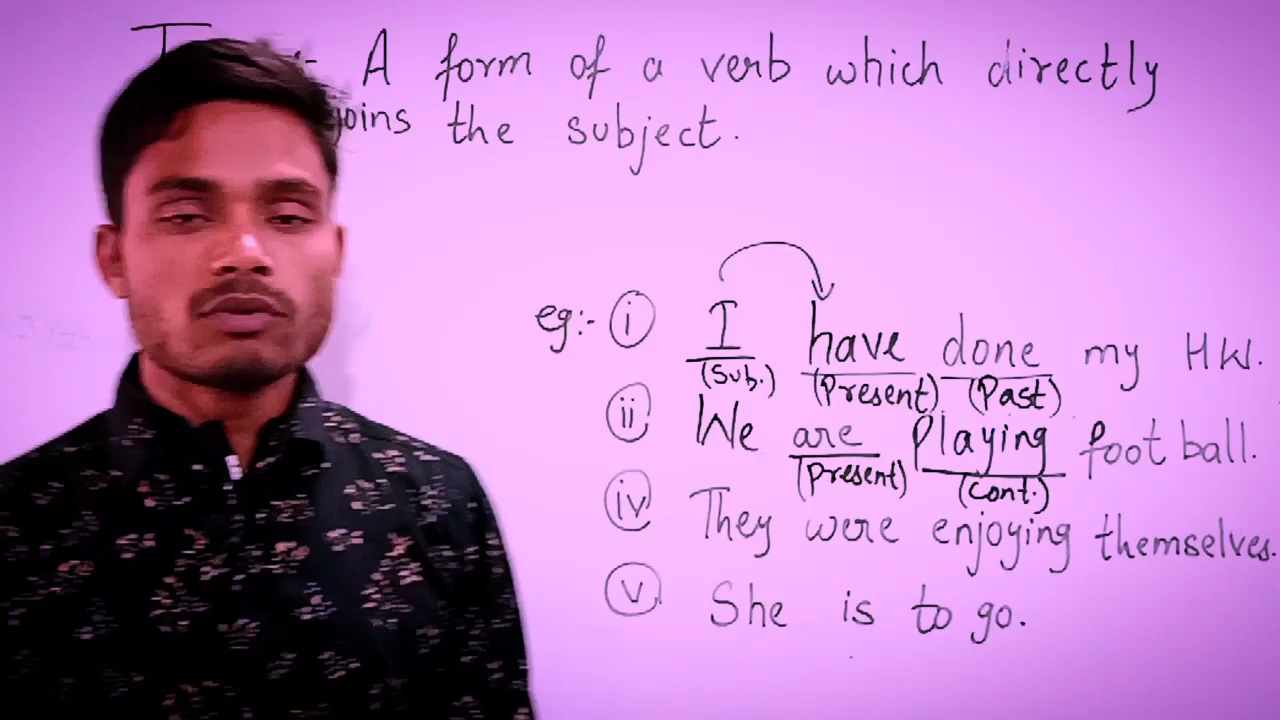 :- A form of a verb which directly
joins the subject.
eg:- (i) I have done my HW.
(Sub.) (Present) (Past)
(ii) We are Playing football.
(Present) (Cont.)
(iv) They were enjoying themselves.
(v) She is to go.